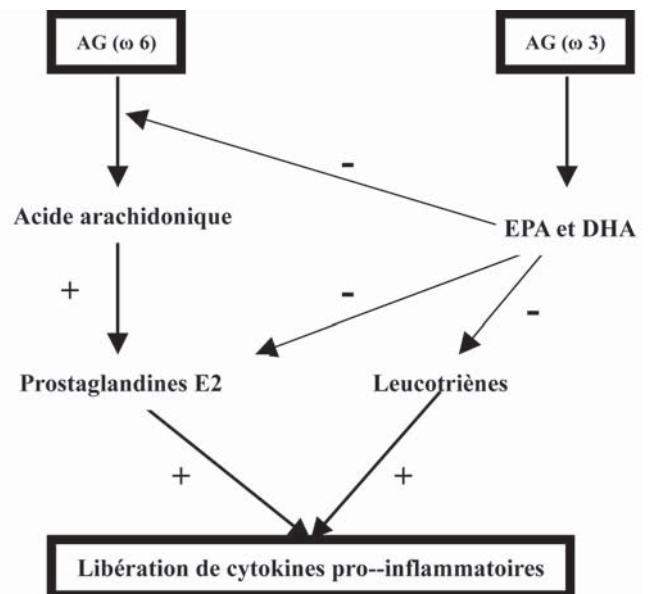 AG (ω 6)
AG (ω 3)
-
Acide arachidonique
EPA et DHA
+
-
-
Prostaglandines E2
Leucotriènes
+
+
Libération de cytokines pro--inflammatoires